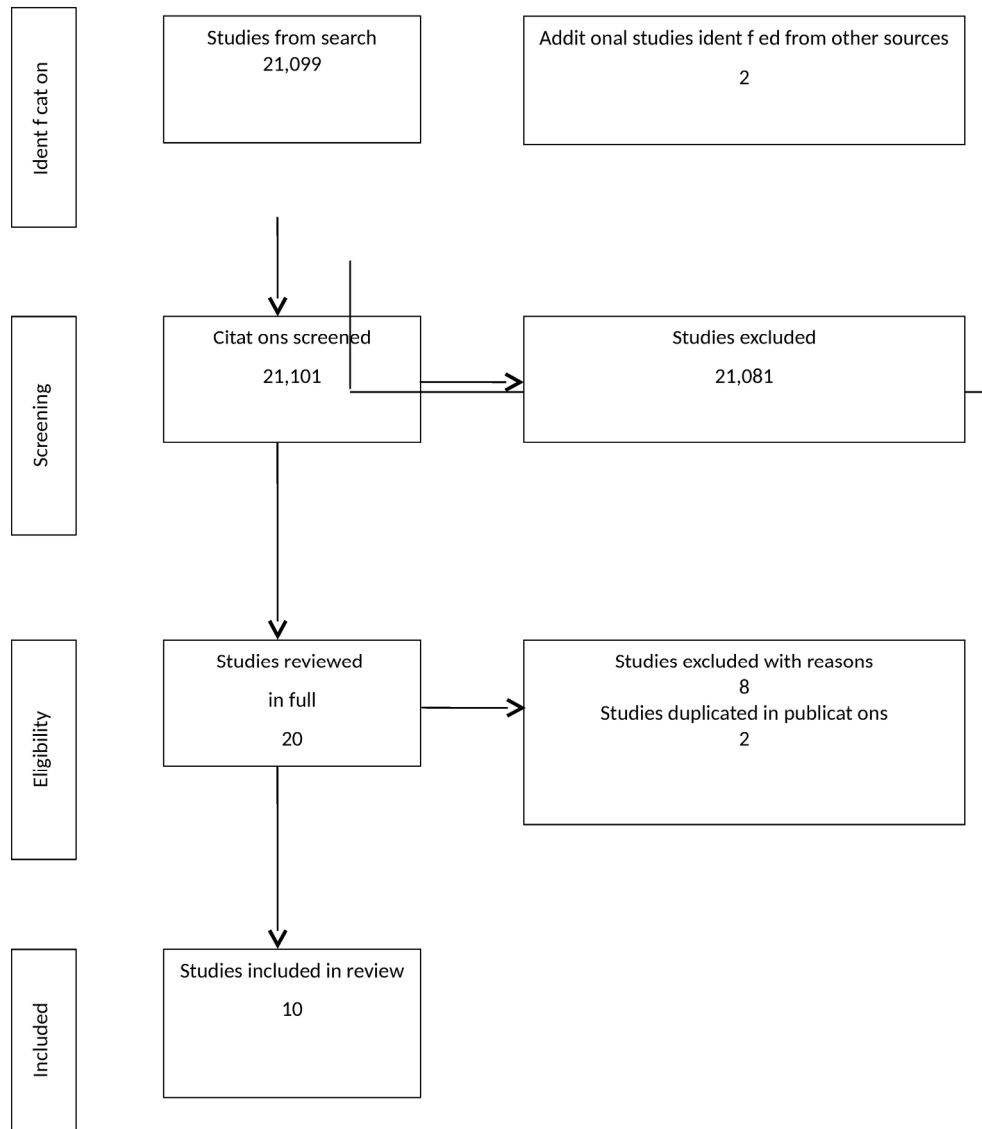 Ident f cat on
Studies from search
21,099
Addit onal studies ident f ed from other sources
2
Screening
Citat ons screened
21,101
Studies excluded
21,081
Eligibility
Studies reviewed
in full
20
Studies excluded with reasons
8
Studies duplicated in publicat ons
2
Included
Studies included in review
10